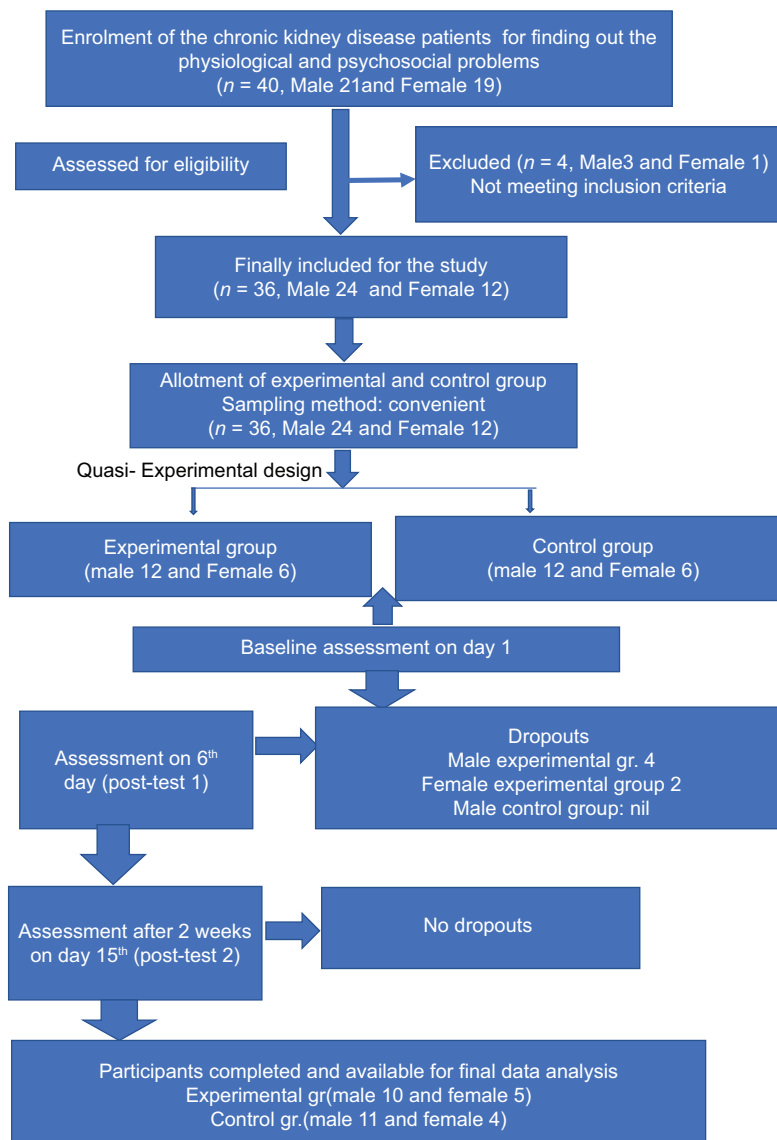 Enrolment of the chronic kidney disease patients for finding out the
physiological and psychosocial problems
(n = 40, Male 21and Female 19)
Assessed for eligibility
Excluded (n = 4, Male3 and Female 1)
Not meeting inclusion criteria
Finally included for the study
(n = 36, Male 24 and Female 12)
Allotment of experimental and control group
Sampling method: convenient
(n = 36, Male 24 and Female 12)
Quasi- Experimental design
Experimental group
(male 12 and Female 6)
Control group
(male 12 and Female 6)
Baseline assessment on day 1
Assessment on 6th
day (post-test 1)
Dropouts
Male experimental gr. 4
Female experimental group 2
Male control group: nil
Assessment after 2 weeks
on day 15th (post-test 2)
No dropouts
Participants completed and available for final data analysis
Experimental gr(male 10 and female 5)
Control gr.(male 11 and female 4)